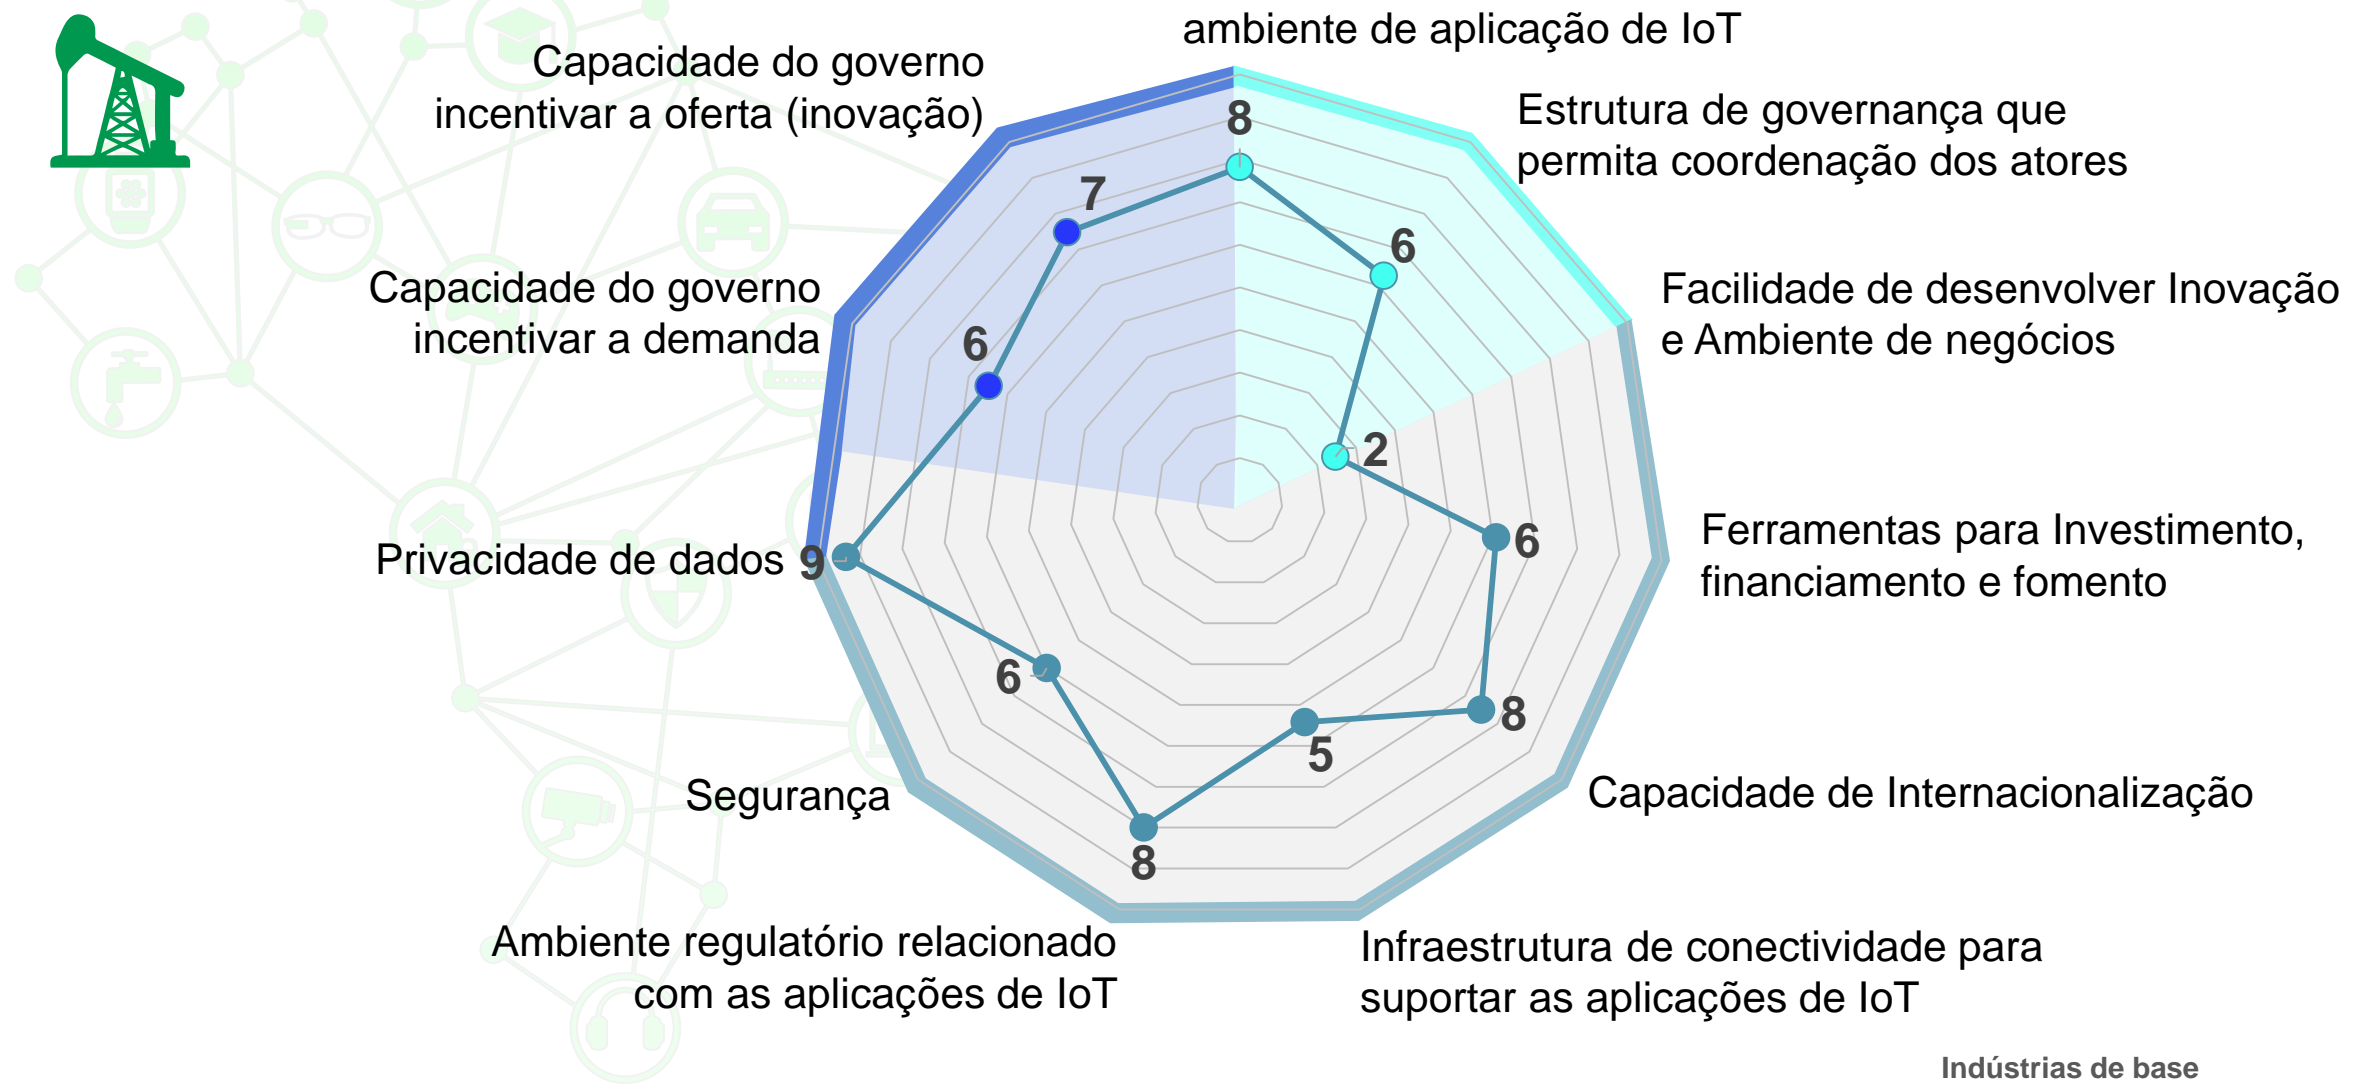 ambiente de aplicação de IoT
Capacidade do governo
incentivar a oferta (inovação)
8
Estrutura de governança que
permita coordenação dos atores
7
6
Capacidade do governo
incentivar a demanda
Facilidade de desenvolver Inovação
e Ambiente de negócios
6
2
Ferramentas para Investimento,
financiamento e fomento
6
Privacidade de dados
9
6
8
5
Segurança
Capacidade de Internacionalização
8
Ambiente regulatório relacionado
com as aplicações de IoT
Infraestrutura de conectividade para
suportar as aplicações de IoT
Indústrias de base